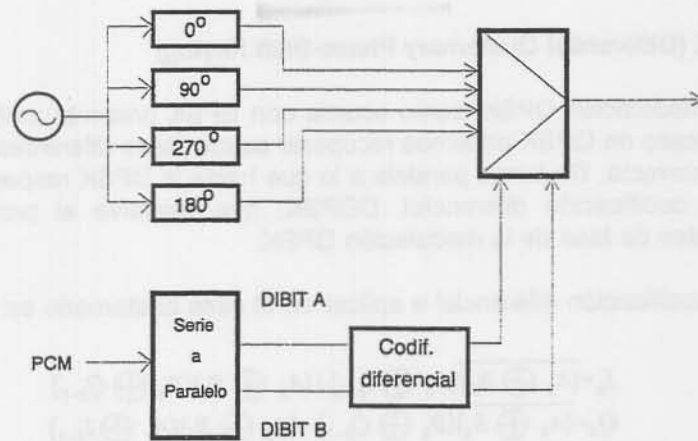 0°
90°
270°
180°
DIBIT A
Serie
a
Paralelo
PCM
Codif.
diferencial
DIBIT B